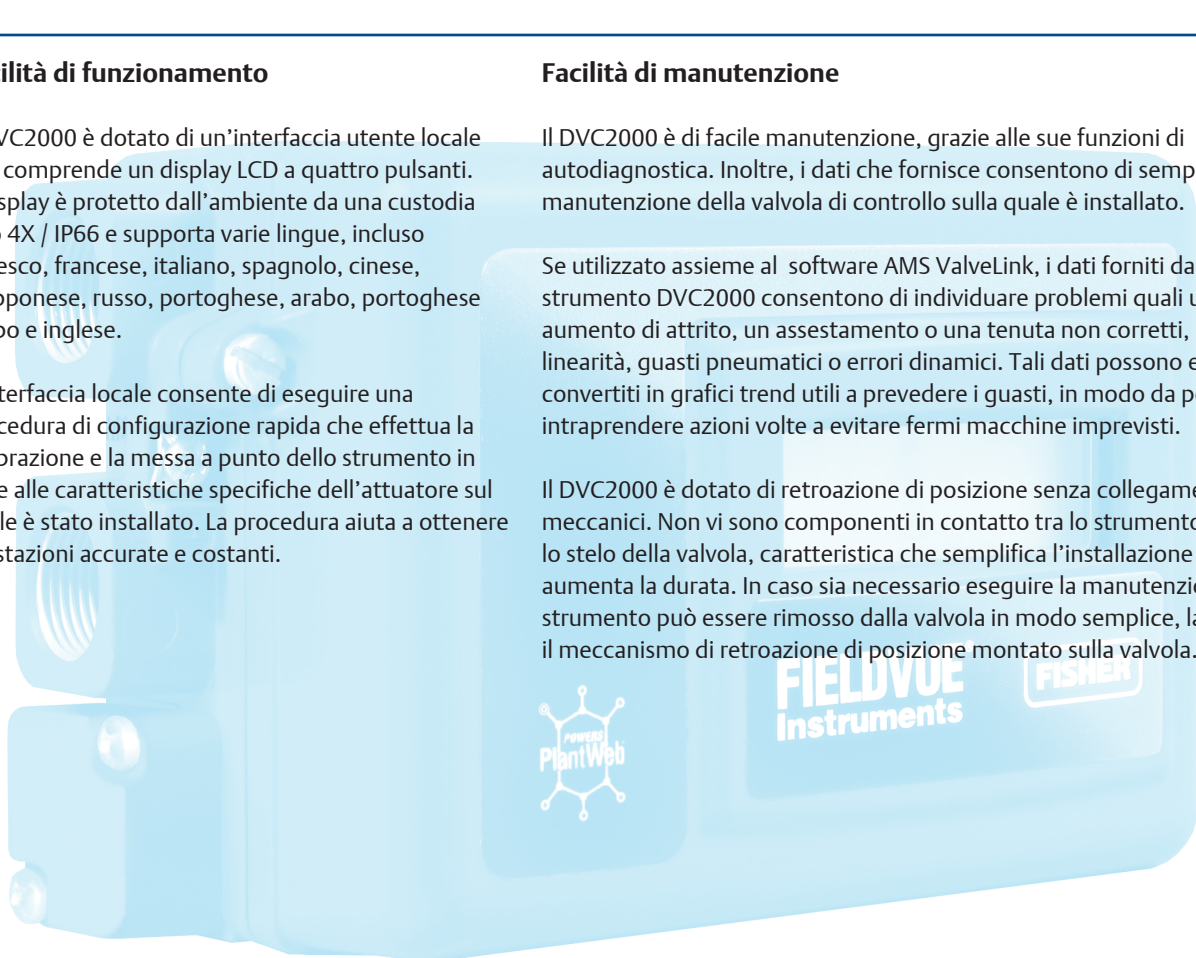 ilità di funzionamento
VC2000 è dotato di un’interfaccia utente locale
comprende un display LCD a quattro pulsanti.
splay è protetto dall’ambiente da una custodia
4X / IP66 e supporta varie lingue, incluso
esco, francese, italiano, spagnolo, cinese,
pponese, russo, portoghese, arabo, portoghese
bo e inglese.
terfaccia locale consente di eseguire una
cedura di configurazione rapida che effettua la
brazione e la messa a punto dello strumento in
e alle caratteristiche specifiche dell’attuatore sul
le è stato installato. La procedura aiuta a ottenere
stazioni accurate e costanti.
Facilità di manutenzione
Il DVC2000 è di facile manutenzione, grazie alle sue funzioni di
autodiagnostica. Inoltre, i dati che fornisce consentono di semp
manutenzione della valvola di controllo sulla quale è installato.
Se utilizzato assieme al software AMS ValveLink, i dati forniti da
strumento DVC2000 consentono di individuare problemi quali u
aumento di attrito, un assestamento o una tenuta non corretti,
linearità, guasti pneumatici o errori dinamici. Tali dati possono e
convertiti in grafici trend utili a prevedere i guasti, in modo da p
intraprendere azioni volte a evitare fermi macchine imprevisti.
Il DVC2000 è dotato di retroazione di posizione senza collegame
meccanici. Non vi sono componenti in contatto tra lo strumento
lo stelo della valvola, caratteristica che semplifica l’installazione
aumenta la durata. In caso sia necessario eseguire la manutenzi
strumento può essere rimosso dalla valvola in modo semplice, la
il meccanismo di retroazione di posizione montato sulla valvola.
FIELDVUE
Instruments
FISHER
POWERS
PlantWeb